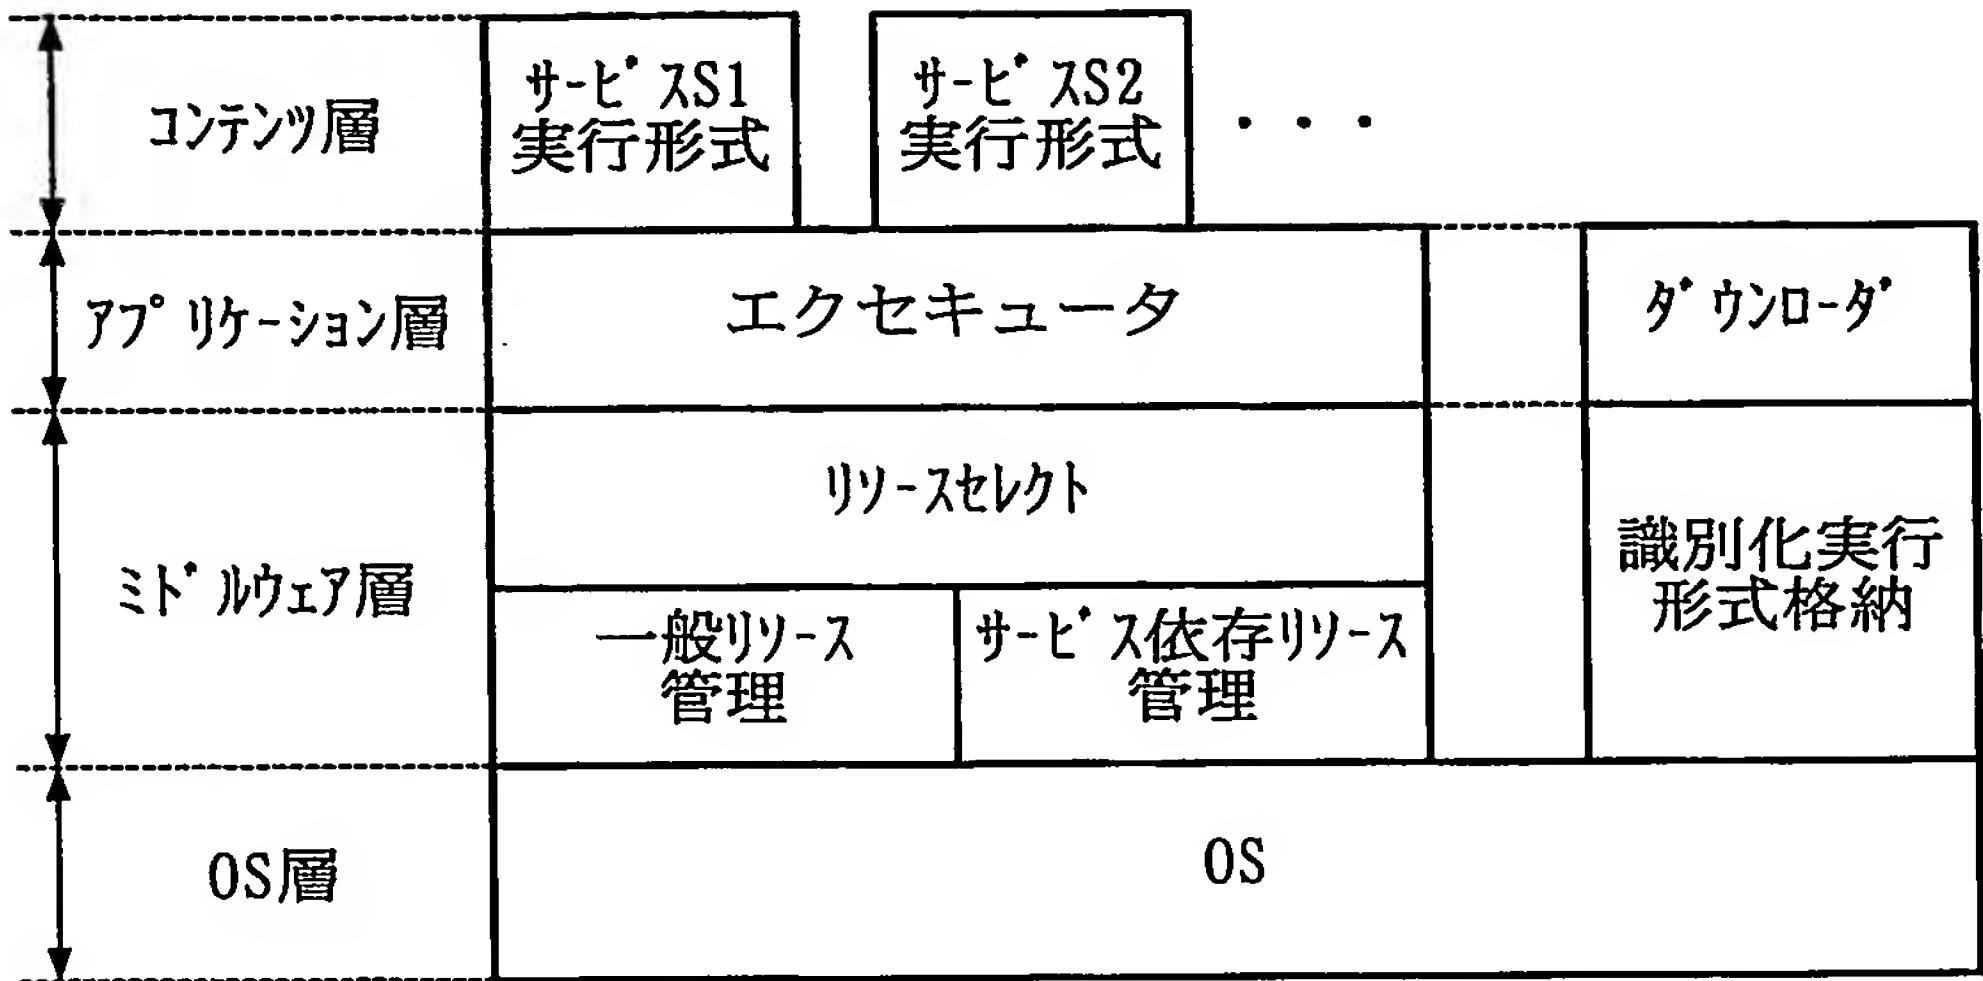 コンテンツ層
サービスS1
実行形式
サービスS2
実行形式
・・・
アプリケーション層
エクセキュータ
ダウンローダ
ミドルウェア層
リソースセレクト
一般リソース
管理
サービス依存リソース
管理
識別化実行
形式格納
OS層
OS